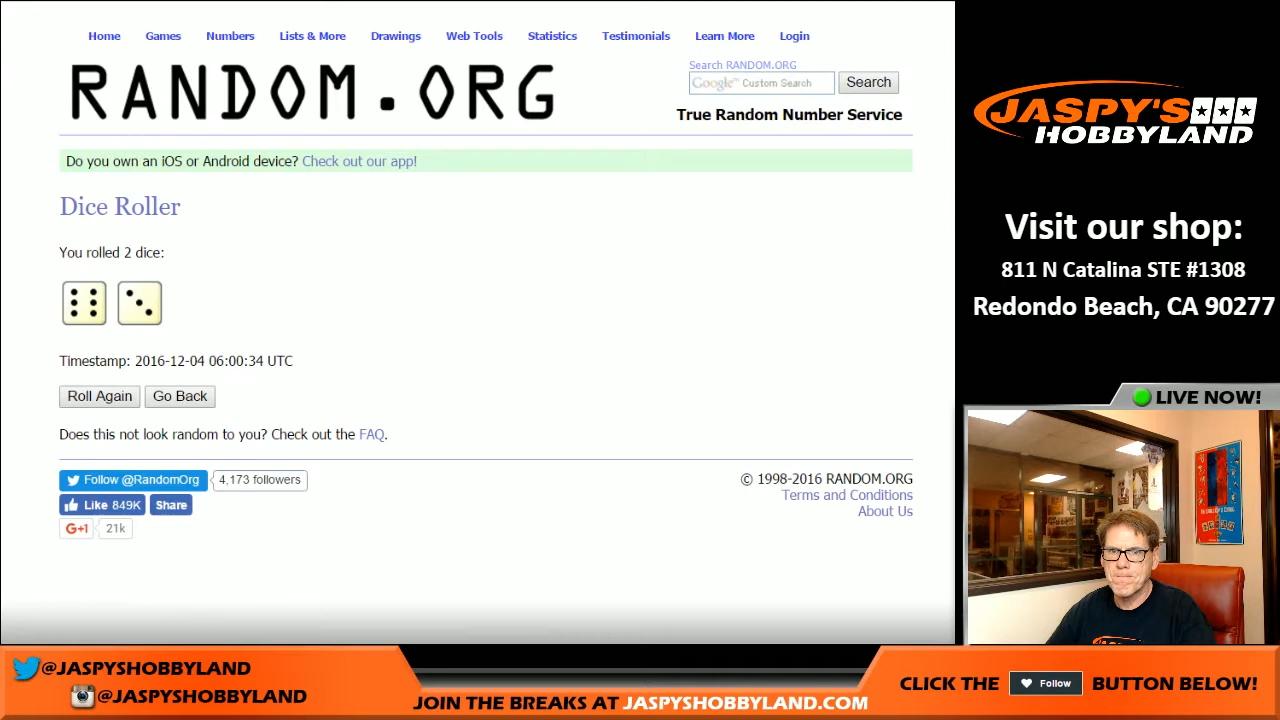 Home Games Numbers Lists & More Drawings Web Tools Statistics Testimonials Learn More Login
RANDOM.ORG
Search RANDOM.ORG
Google™ Custom Search Search
True Random Number Service
Do you own an iOS or Android device? Check out our app!
Dice Roller
You rolled 2 dice:
Timestamp: 2016-12-04 06:00:34 UTC
Roll Again Go Back
Does this not look random to you? Check out the FAQ.
Follow @RandomOrg 4,173 followers
Like 849K Share
G+1 21k
© 1998-2016 RANDOM.ORG
Terms and Conditions
About Us
JASPY'S
HOBBYLAND
Visit our shop:
811 N Catalina STE #1308
Redondo Beach, CA 90277
LIVE NOW!
@JASPYSHOBBYLAND
@JASPYSHOBBYLAND
JOIN THE BREAKS AT JASPYSHOBBYLAND.COM
CLICK THE Follow BUTTON BELOW!